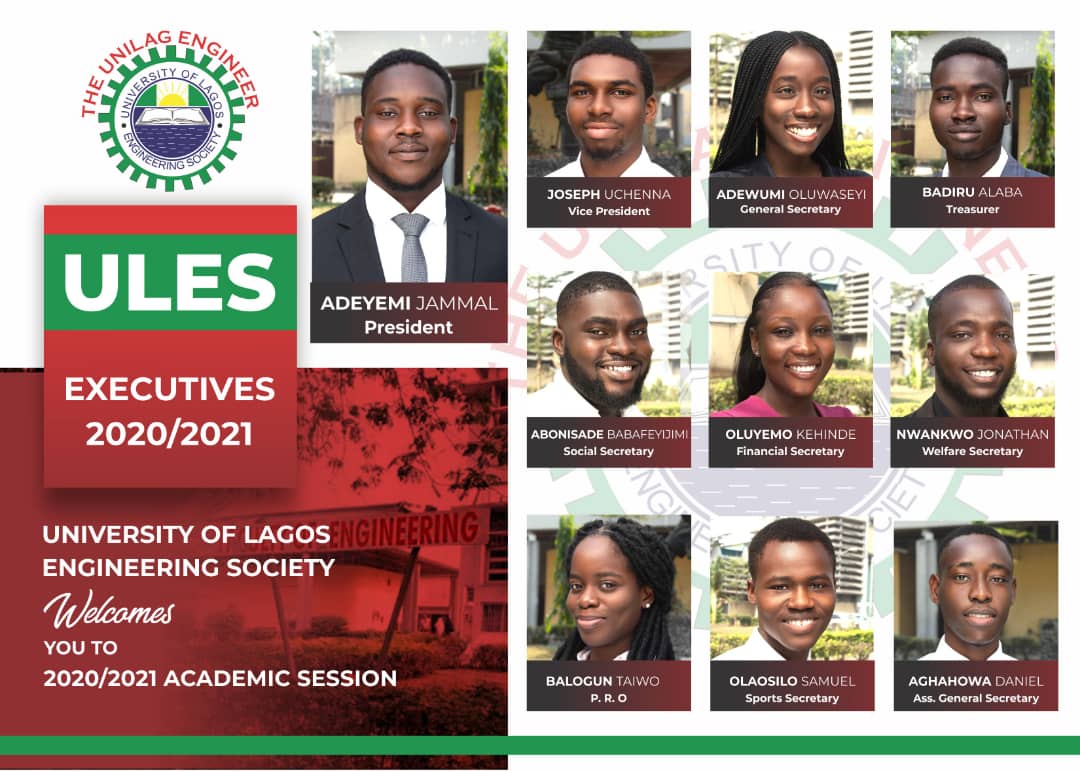 THE UNILAG ENGINEER
UNIVERSITY OF LAGOS
ENGINEERING SOCIETY
ULES
EXECUTIVES
2020/2021
ADEYEMI JAMMAL
President
JOSEPH UCHENNA
Vice President
ADEWUMI OLUWASEYI
General Secretary
BADIRU ALABA
Treasurer
ABONISADE BABAFEYIJIMI
Social Secretary
OLUYEMO KEHINDE
Financial Secretary
NWANKWO JONATHAN
Welfare Secretary
BALOGUN TAIWO
P. R. O
OLAOSILO SAMUEL
Sports Secretary
AGHAHOWA DANIEL
Ass. General Secretary
ENGINEERING
UNIVERSITY OF LAGOS
ENGINEERING SOCIETY
Welcomes
YOU TO
2020/2021 ACADEMIC SESSION